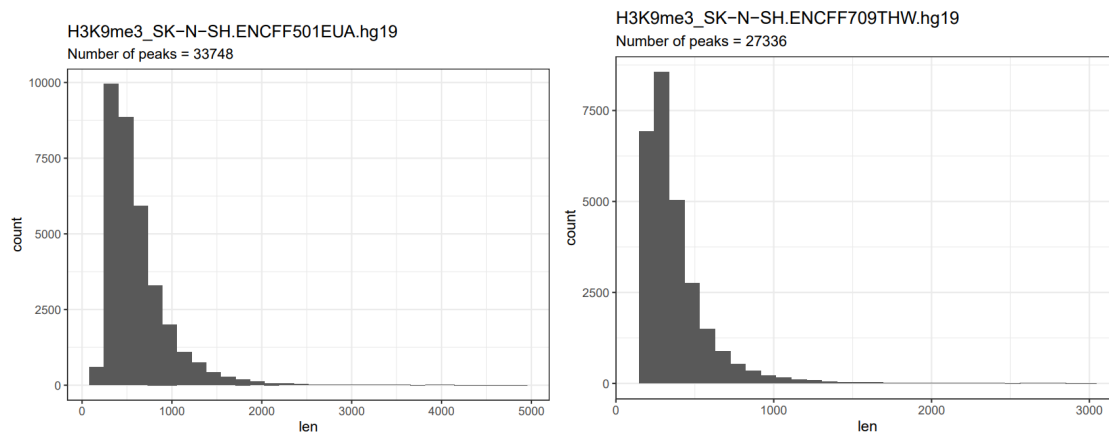 H3K9me3_SK−N−SH.ENCFF501EUA.hg19
Number of peaks = 33748
10000
7500
5000
2500
0
count
0 1000 2000 3000 4000 5000
len
H3K9me3_SK−N−SH.ENCFF709THW.hg19
Number of peaks = 27336
7500
5000
2500
0
count
0 1000 2000 3000
len